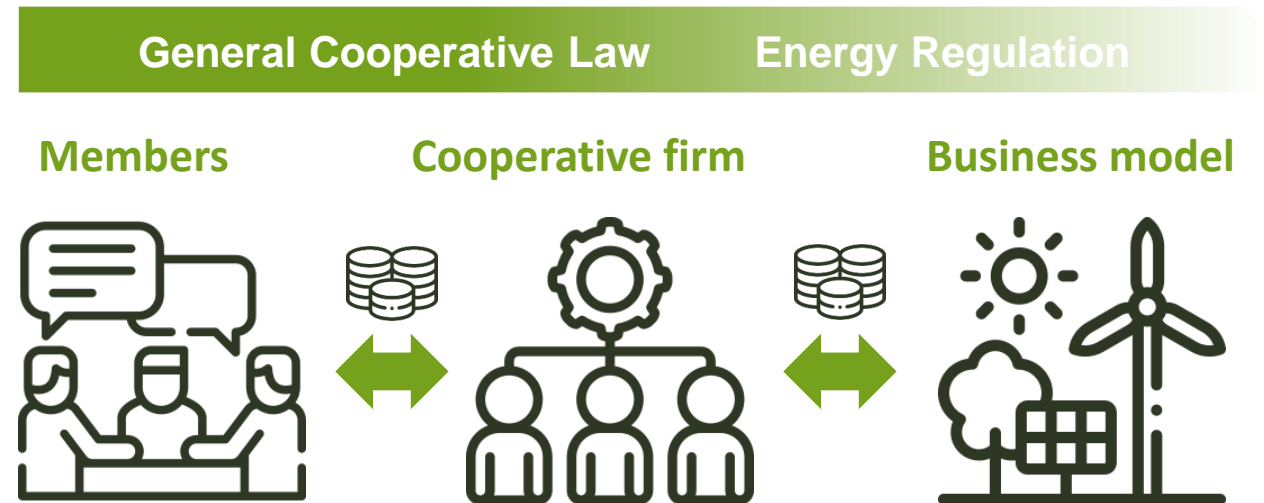 General Cooperative Law Energy Regulation
Members Cooperative firm Business model